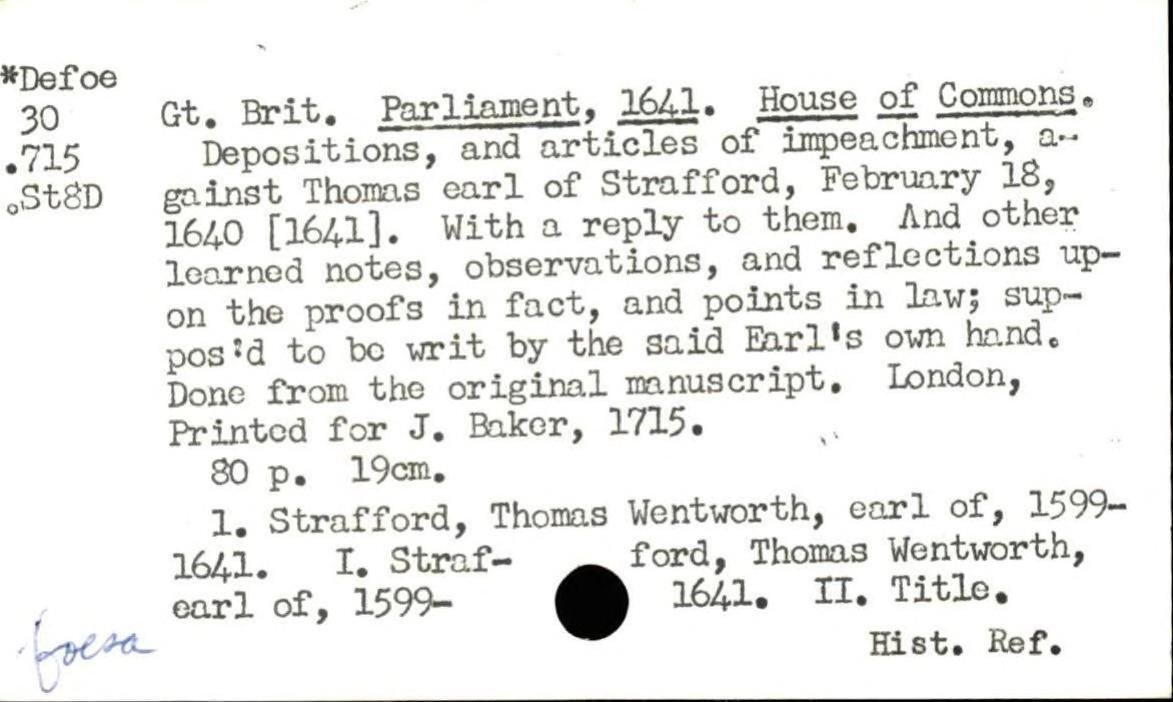 *Defoe
30
.715
.St8D
Gt. Brit. Parliament, 1641. House of Commons.
Depositions, and articles of impeachment, a-
gainst Thomas earl of Strafford, February 18,
1640 [1641]. With a reply to them. And other
learned notes, observations, and reflections up-
on the proofs in fact, and points in law; sup-
pos'd to be writ by the said Earl's own hand.
Done from the original manuscript. London,
Printed for J. Baker, 1715.
80 p. 19cm.
1. Strafford, Thomas Wentworth, earl of, 1599-
1641. I. Straf- ford, Thomas Wentworth,
earl of, 1599- 1641. II. Title.
Hist. Ref.